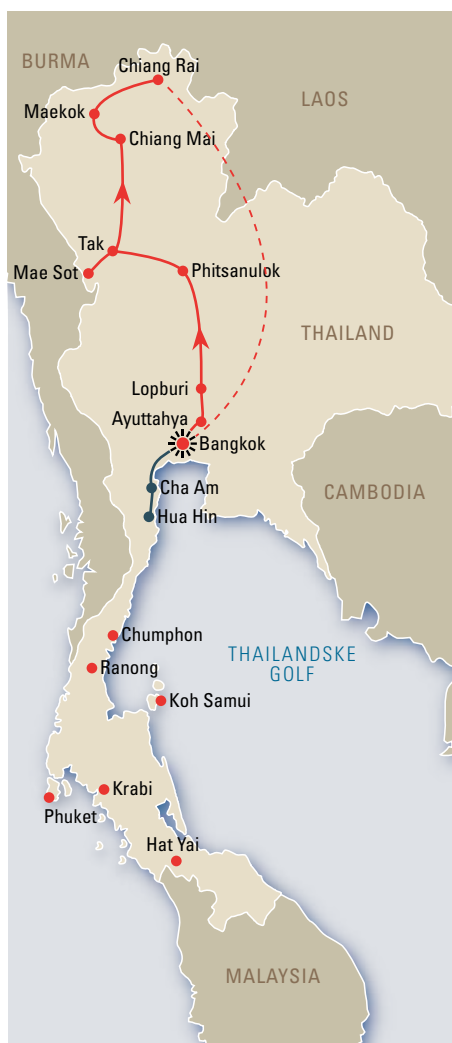 BURMA
Chiang Rai
LAOS
Maekok
Chiang Mai
Tak
Mae Sot
Phitsanulok
THAILAND
Lopburi
Ayuttahya
Bangkok
Cha Am
CAMBODIA
Hua Hin
Chumphon
THAILANDSKE
GOLF
Ranong
Koh Samui
Krabi
Phuket
Hat Yai
MALAYSIA